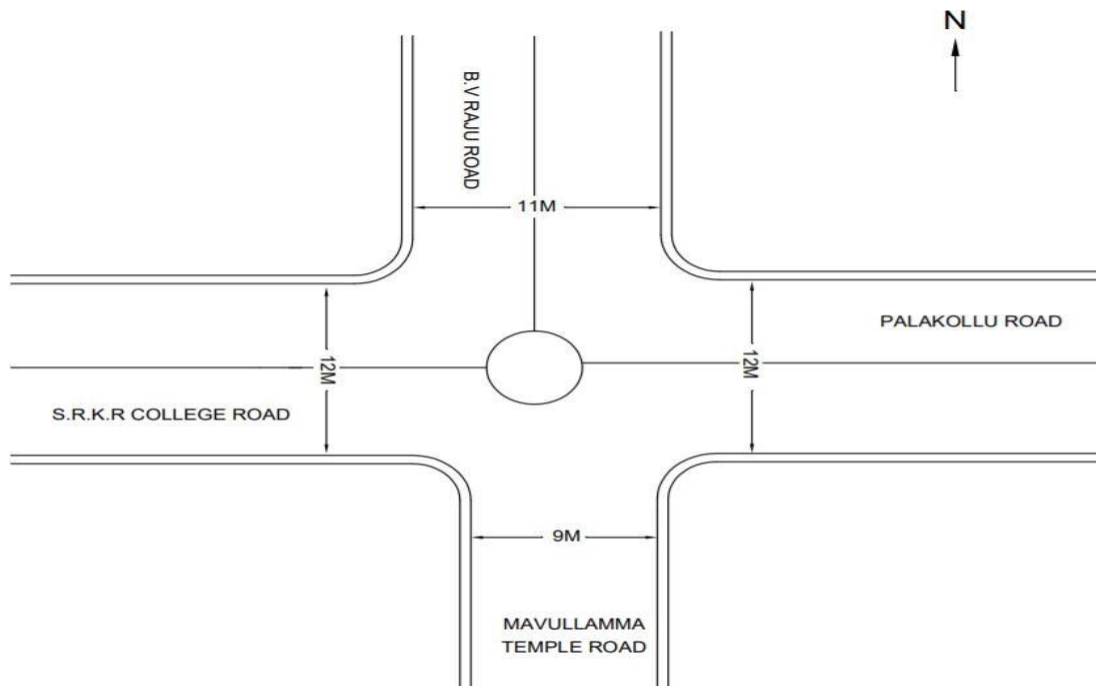 N
B.V RAJU ROAD
11M
PALAKOLLU ROAD
12M
12M
S.R.K.R COLLEGE ROAD
9M
MAVULLAMMA
TEMPLE ROAD